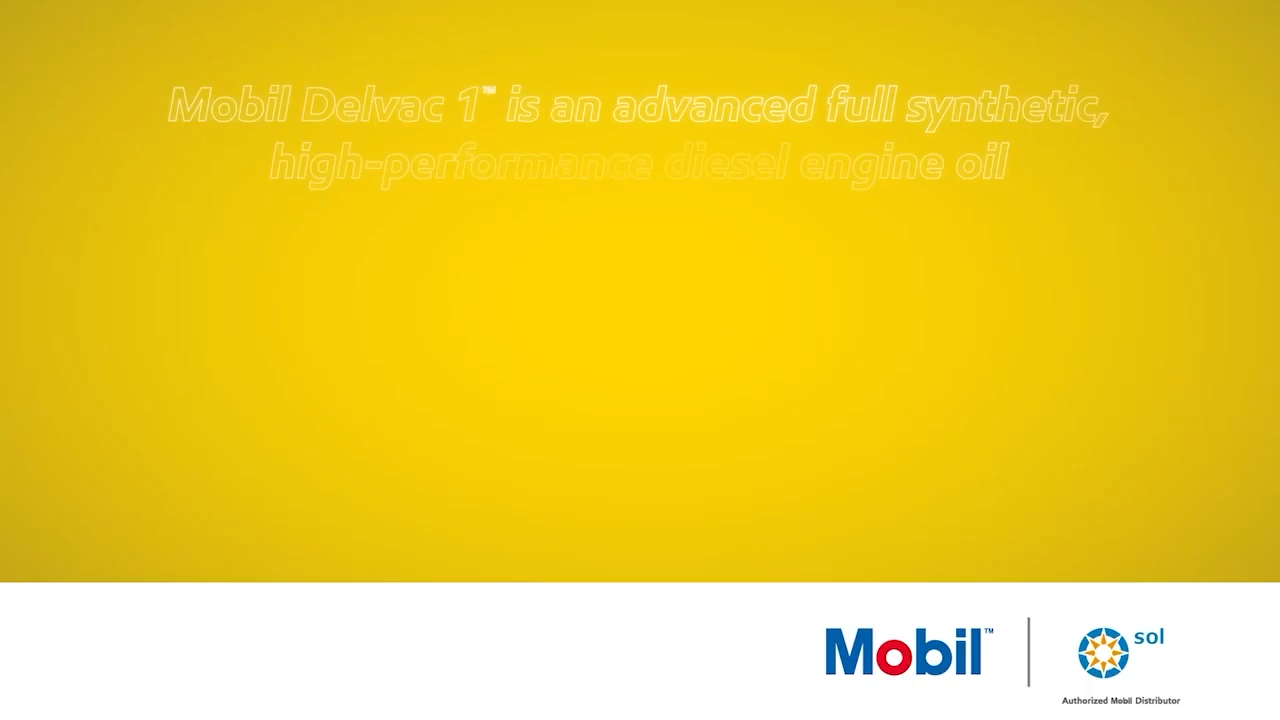 Mobil Delvac 1™ is an advanced full synthetic,
high-performance diesel engine oil
Mobil™
sol
Authorized Mobil Distributor